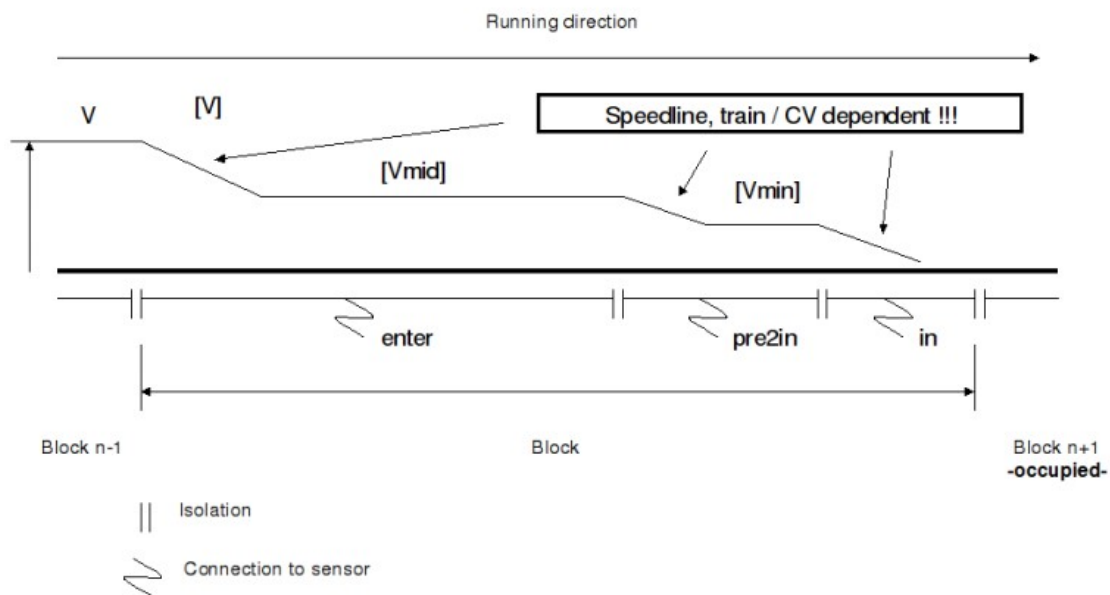 Running direction
V
[V]
Speedline, train / CV dependent !!!
[Vmid]
[Vmin]
enter
pre2in
in
Block n-1
Block
Block n+1
-occupied-
Isolation
Connection to sensor